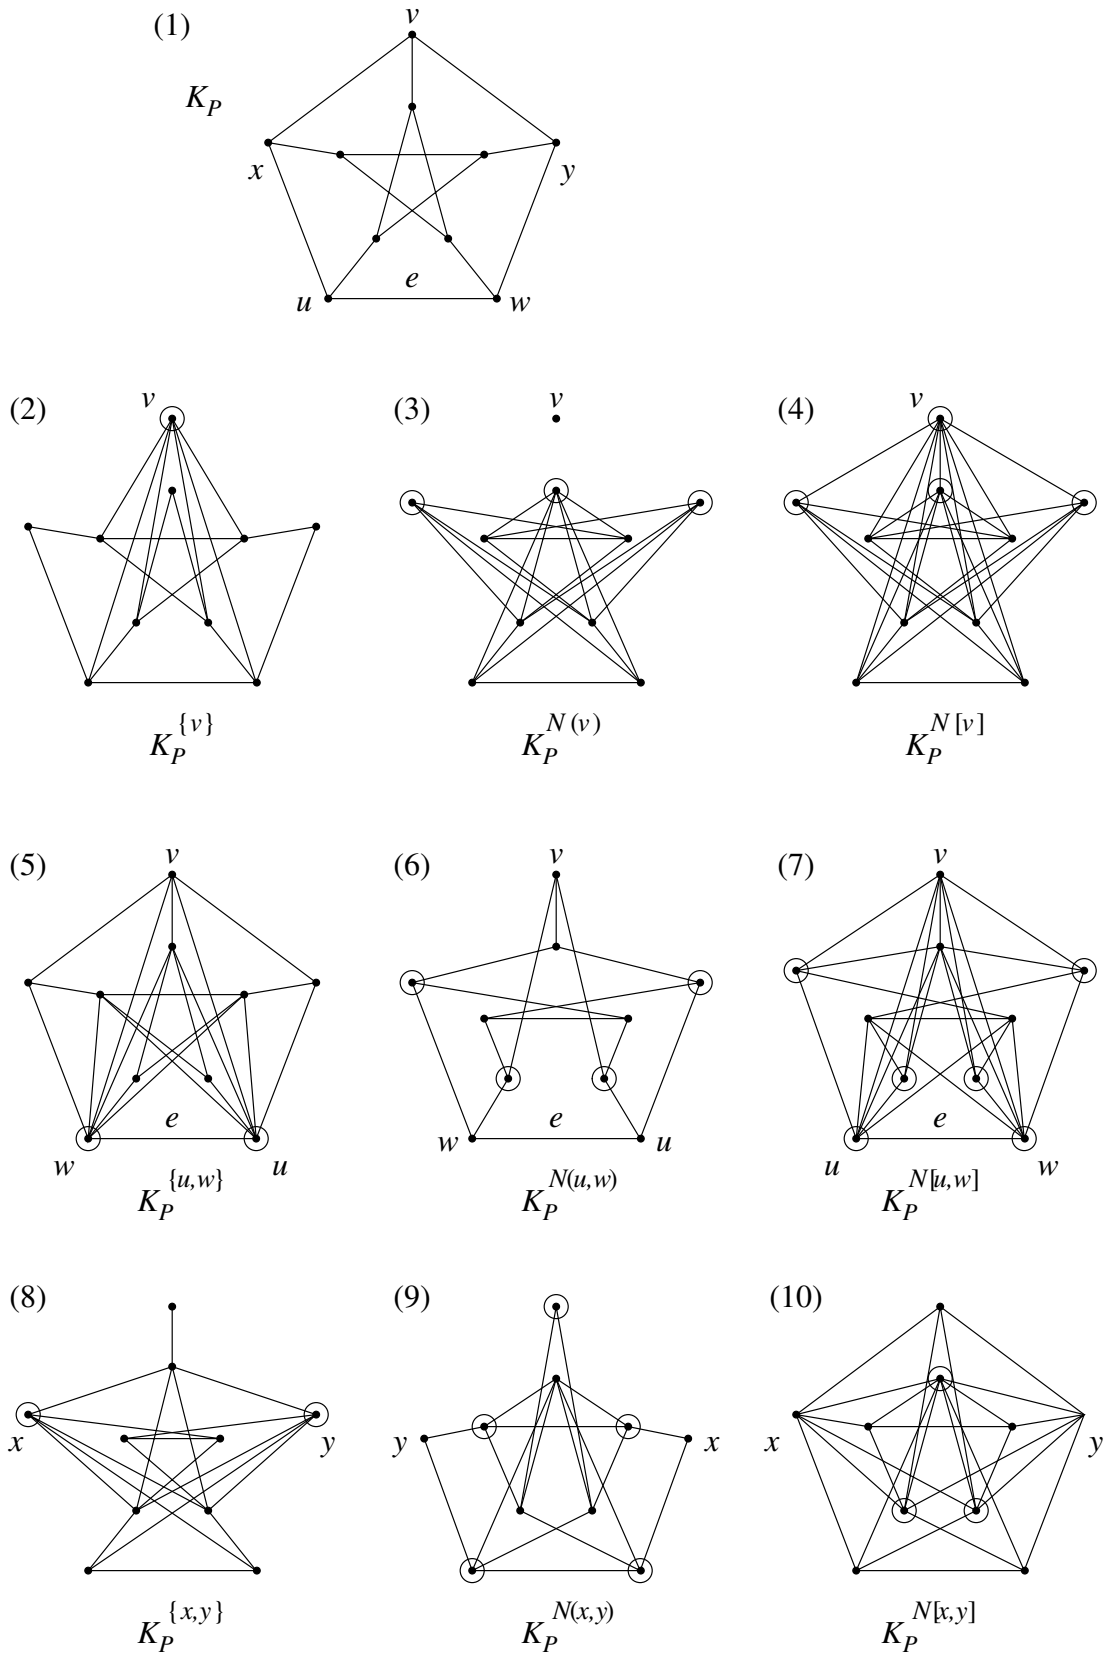 (1)
v
K_P
x
y
e
u
w
(2)
v
(3)
v
(4)
v
K_P^{v}
K_P^{N(v)}
K_P^{N[v]}
(5)
v
(6)
v
(7)
v
e
e
e
w
u
w
u
u
w
K_P^{u,w}
K_P^{N(u,w)}
K_P^{N[u,w]}
(8)
(9)
(10)
x
y
y
x
x
y
K_P^{x,y}
K_P^{N(x,y)}
K_P^{N[x,y]}